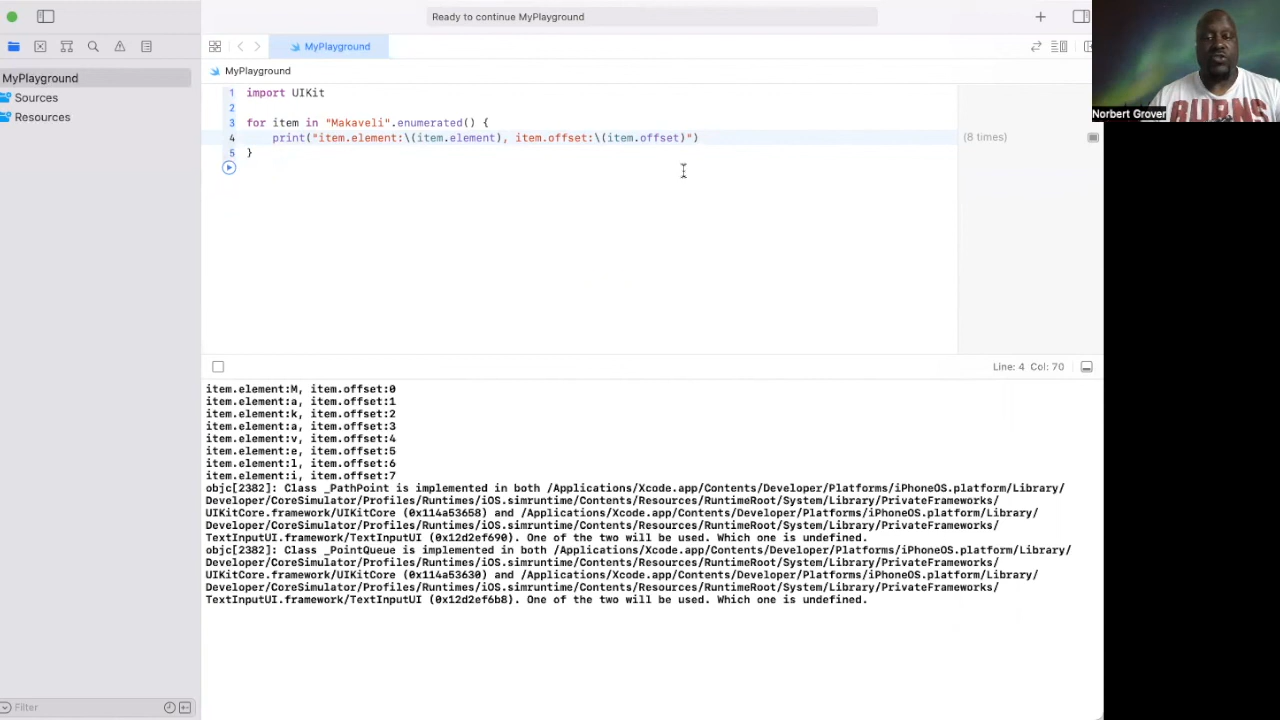 Ready to continue MyPlayground
MyPlayground
MyPlayground
Sources
Resources
MyPlayground
1 import UIKit
2
3 for item in "Makaveli".enumerated() {
4 print("item.element:\(item.element), item.offset:\(item.offset)")
5 }
(8 times)
Norbert Grover
BURNS
Line: 4 Col: 70
item.element:M, item.offset:0
item.element:a, item.offset:1
item.element:k, item.offset:2
item.element:a, item.offset:3
item.element:v, item.offset:4
item.element:e, item.offset:5
item.element:l, item.offset:6
item.element:i, item.offset:7
objc[2382]: Class _PathPoint is implemented in both /Applications/Xcode.app/Contents/Developer/Platforms/iPhoneOS.platform/Library/
Developer/CoreSimulator/Profiles/Runtimes/iOS.simruntime/Contents/Resources/RuntimeRoot/System/Library/PrivateFrameworks/
UIKitCore.framework/UIKitCore (0x114a53658) and /Applications/Xcode.app/Contents/Developer/Platforms/iPhoneOS.platform/Library/
Developer/CoreSimulator/Profiles/Runtimes/iOS.simruntime/Contents/Resources/RuntimeRoot/System/Library/PrivateFrameworks/
TextInputUI.framework/TextInputUI (0x12d2ef690). One of the two will be used. Which one is undefined.
objc[2382]: Class _PointQueue is implemented in both /Applications/Xcode.app/Contents/Developer/Platforms/iPhoneOS.platform/Library/
Developer/CoreSimulator/Profiles/Runtimes/iOS.simruntime/Contents/Resources/RuntimeRoot/System/Library/PrivateFrameworks/
UIKitCore.framework/UIKitCore (0x114a53630) and /Applications/Xcode.app/Contents/Developer/Platforms/iPhoneOS.platform/Library/
Developer/CoreSimulator/Profiles/Runtimes/iOS.simruntime/Contents/Resources/RuntimeRoot/System/Library/PrivateFrameworks/
TextInputUI.framework/TextInputUI (0x12d2ef6b8). One of the two will be used. Which one is undefined.
Filter